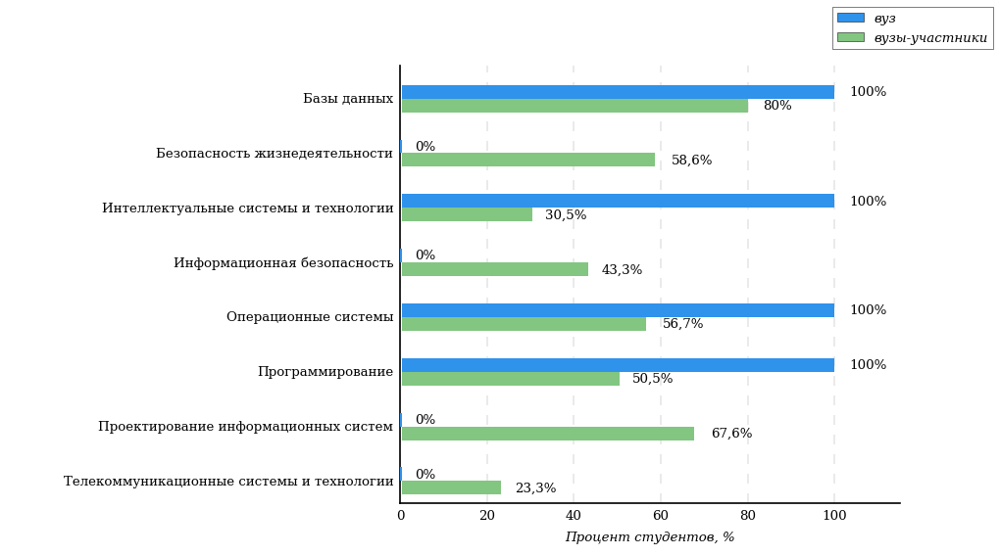 вуз
вузы-участники
Базы данных
100%
80%
Безопасность жизнедеятельности
0%
58,6%
Интеллектуальные системы и технологии
100%
30,5%
Информационная безопасность
0%
43,3%
Операционные системы
100%
56,7%
Программирование
100%
50,5%
Проектирование информационных систем
0%
67,6%
Телекоммуникационные системы и технологии
0%
23,3%
0 20 40 60 80 100
Процент студентов, %